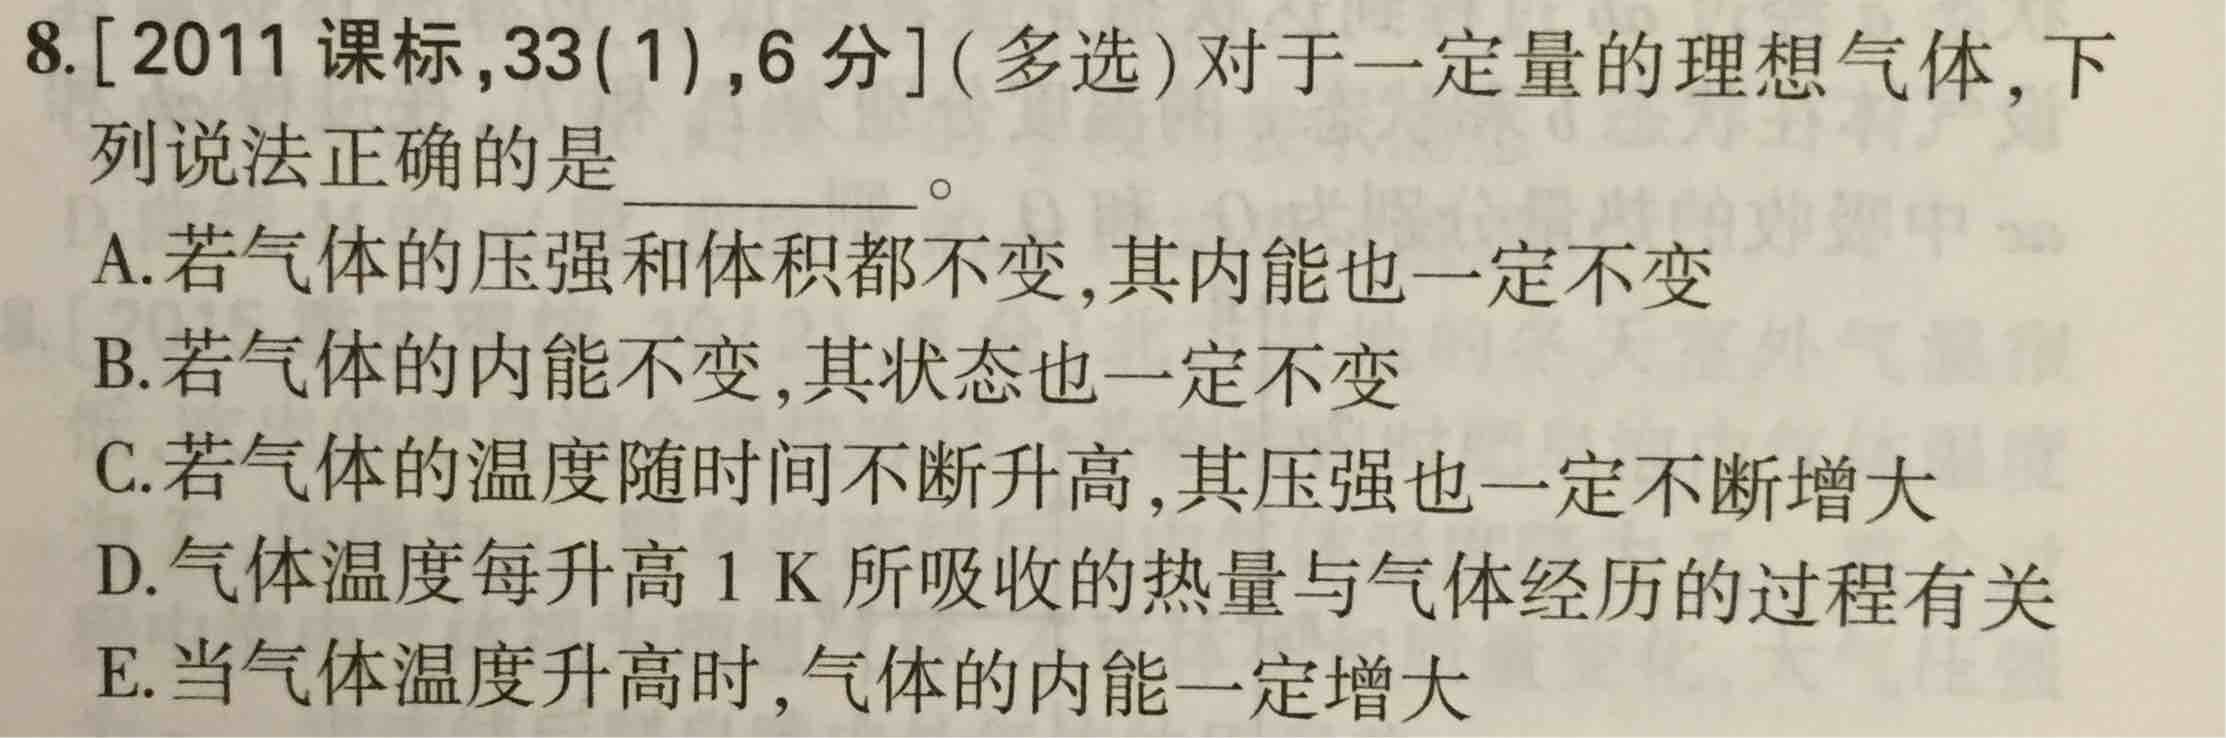 8.[2011 课标,33(1),6 分](多选)对于一定量的理想气体,下
列说法正确的是________。
A.若气体的压强和体积都不变,其内能也一定不变
B.若气体的内能不变,其状态也一定不变
C.若气体的温度随时间不断升高,其压强也一定不断增大
D.气体温度每升高 1 K 所吸收的热量与气体经历的过程有关
E.当气体温度升高时,气体的内能一定增大